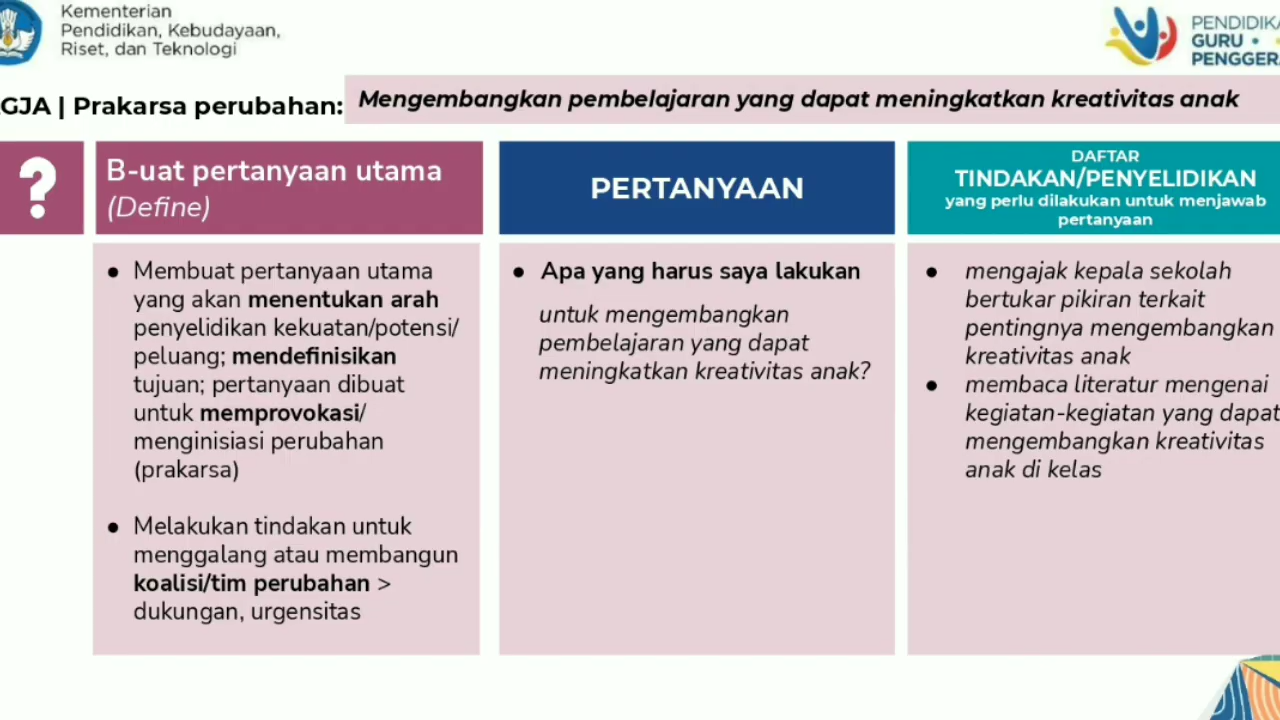 Kementerian
Pendidikan, Kebudayaan,
Riset, dan Teknologi
PENDIDIKA
GURU
PENGGERA
GJA | Prakarsa perubahan:
Mengembangkan pembelajaran yang dapat meningkatkan kreativitas anak
?
B-uat pertanyaan utama
(Define)
● Membuat pertanyaan utama
yang akan menentukan arah
penyelidikan kekuatan/potensi/
peluang; mendefinisikan
tujuan; pertanyaan dibuat
untuk memprovokasi/
menginisiasi perubahan
(prakarsa)
● Melakukan tindakan untuk
menggalang atau membangun
koalisi/tim perubahan >
dukungan, urgensitas
PERTANYAAN
● Apa yang harus saya lakukan
untuk mengembangkan
pembelajaran yang dapat
meningkatkan kreativitas anak?
DAFTAR
TINDAKAN/PENYELIDIKAN
yang perlu dilakukan untuk menjawab
pertanyaan
● mengajak kepala sekolah
bertukar pikiran terkait
pentingnya mengembangkan
kreativitas anak
● membaca literatur mengenai
kegiatan-kegiatan yang dapat
mengembangkan kreativitas
anak di kelas